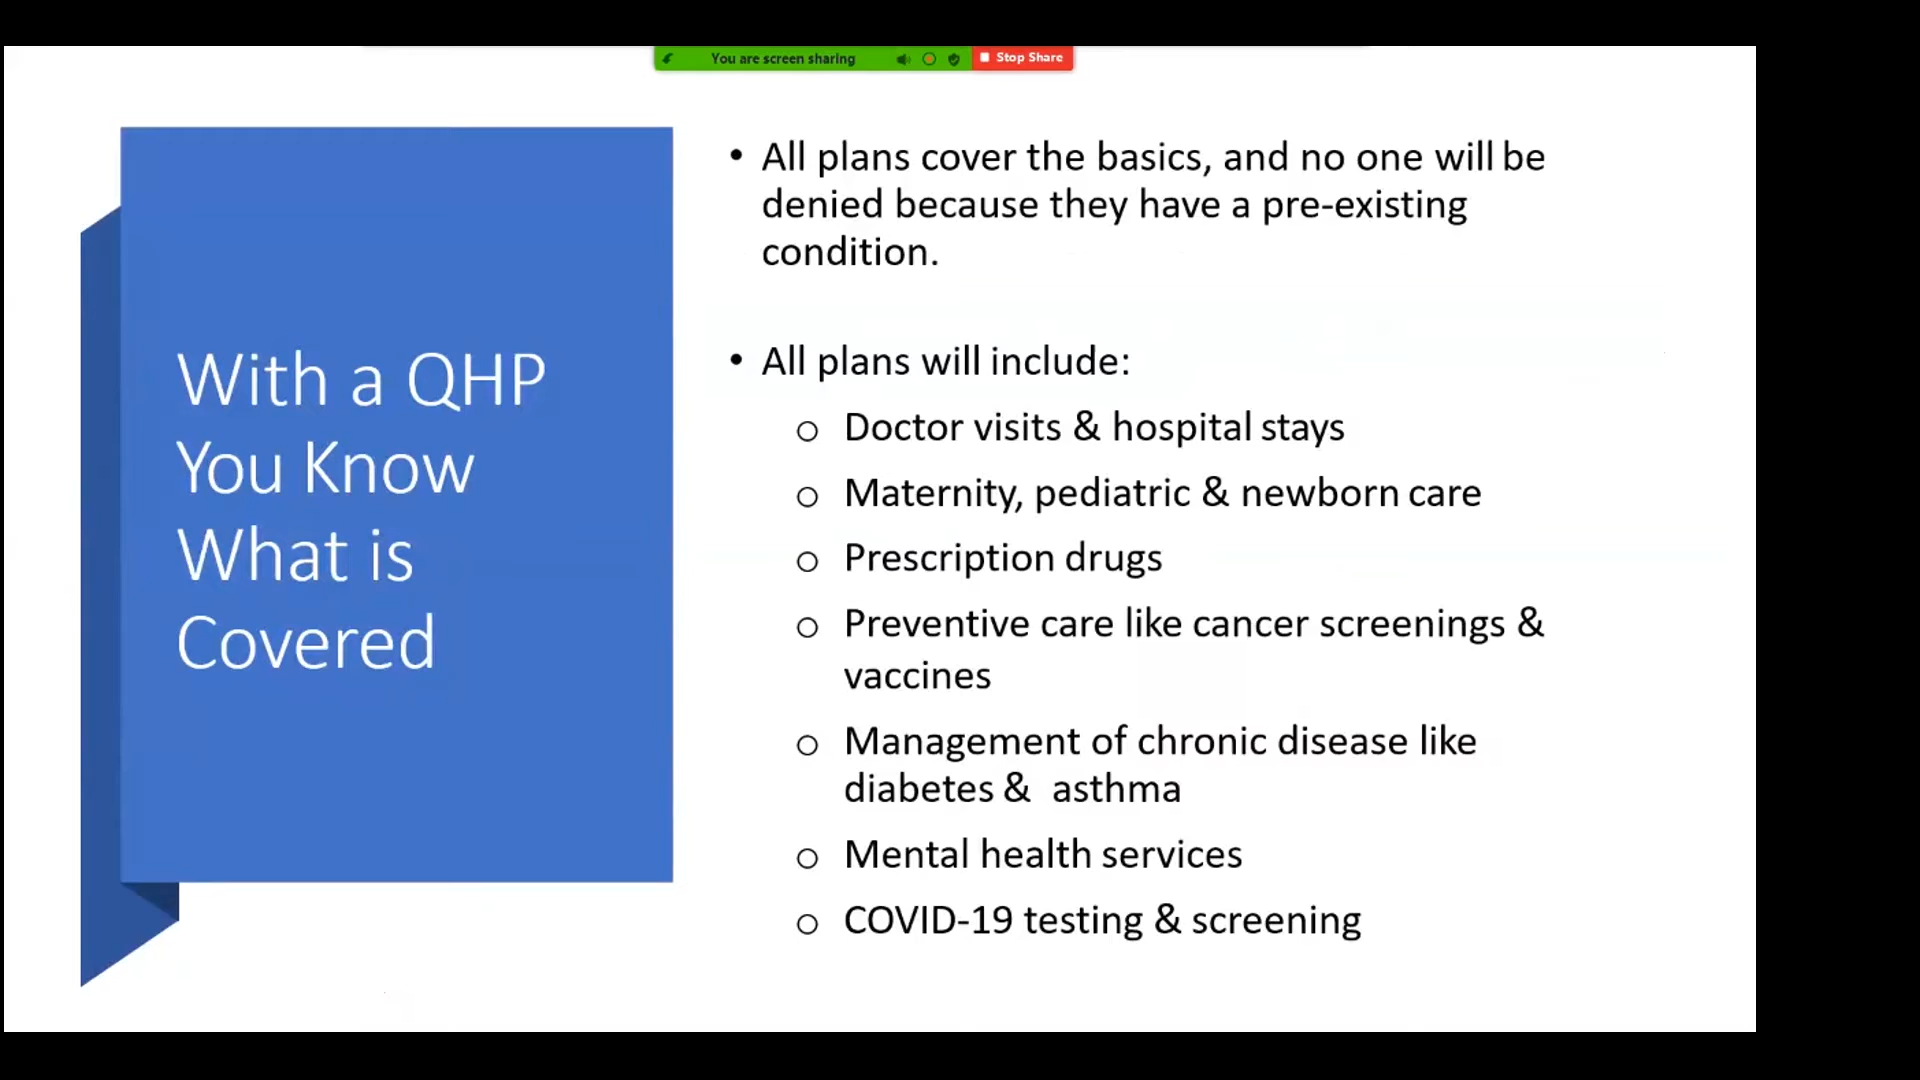 You are screen sharing
Stop Share
With a QHP
You Know
What is
Covered
• All plans cover the basics, and no one will be
denied because they have a pre-existing
condition.
• All plans will include:
o Doctor visits & hospital stays
o Maternity, pediatric & newborn care
o Prescription drugs
o Preventive care like cancer screenings &
vaccines
o Management of chronic disease like
diabetes &  asthma
o Mental health services
o COVID-19 testing & screening